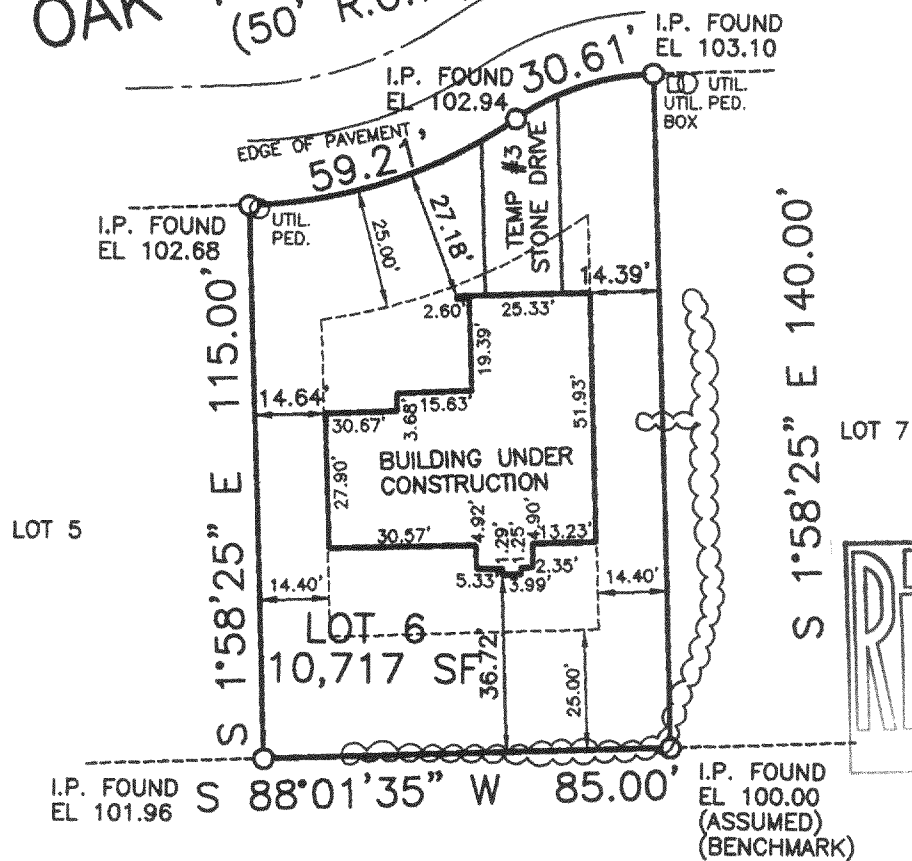 OAK
(50' R.O.
I.P. FOUND
EL 103.10
30.61'
I.P. FOUND
EL 102.94
UTIL.
UTIL. PED.
BOX
EDGE OF PAVEMENT
59.21'
TEMP #3
STONE DRIVE
27.18'
25.00'
I.P. FOUND
EL 102.68
UTIL.
PED.
14.39'
2.60'
25.33'
19.39'
S 1°58'25" E 115.00'
S 1°58'25" E 140.00'
14.64'
30.67'
3.68'
15.63'
51.93'
LOT 7
BUILDING UNDER
CONSTRUCTION
27.90'
LOT 5
30.57'
4.92'
1.29'
1.25'
4.90'
13.23'
5.33'
3.99'
2.35'
14.40'
14.40'
LOT 6
10,717 SF
36.72'
25.00'
I.P. FOUND
EL 101.96
S 88°01'35" W 85.00'
I.P. FOUND
EL 100.00
(ASSUMED)
(BENCHMARK)